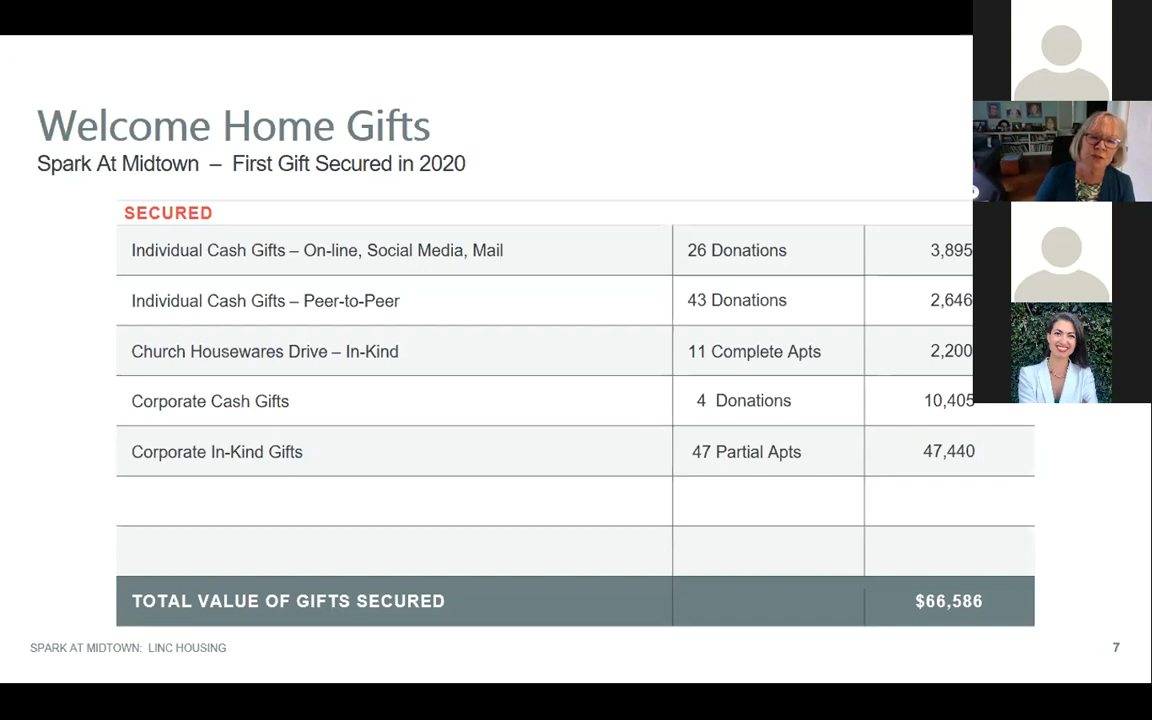 Welcome Home Gifts
Spark At Midtown – First Gift Secured in 2020
SECURED
Individual Cash Gifts – On-line, Social Media, Mail 26 Donations 3,895
Individual Cash Gifts – Peer-to-Peer 43 Donations 2,646
Church Housewares Drive – In-Kind 11 Complete Apts 2,200
Corporate Cash Gifts 4 Donations 10,405
Corporate In-Kind Gifts 47 Partial Apts 47,440
TOTAL VALUE OF GIFTS SECURED $66,586
SPARK AT MIDTOWN: LINC HOUSING 7